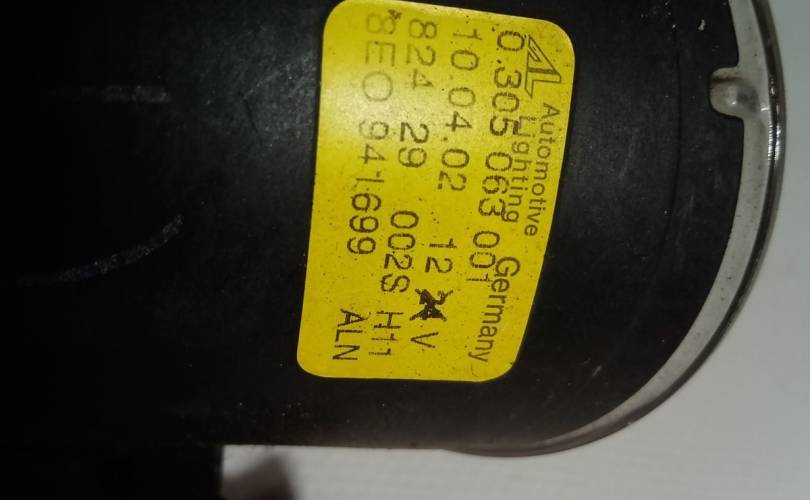 AL Automotive Lighting Germany
0.305 063 001
10.04.02 12 V
824 29 002S H11
8E0 941 699 ALN